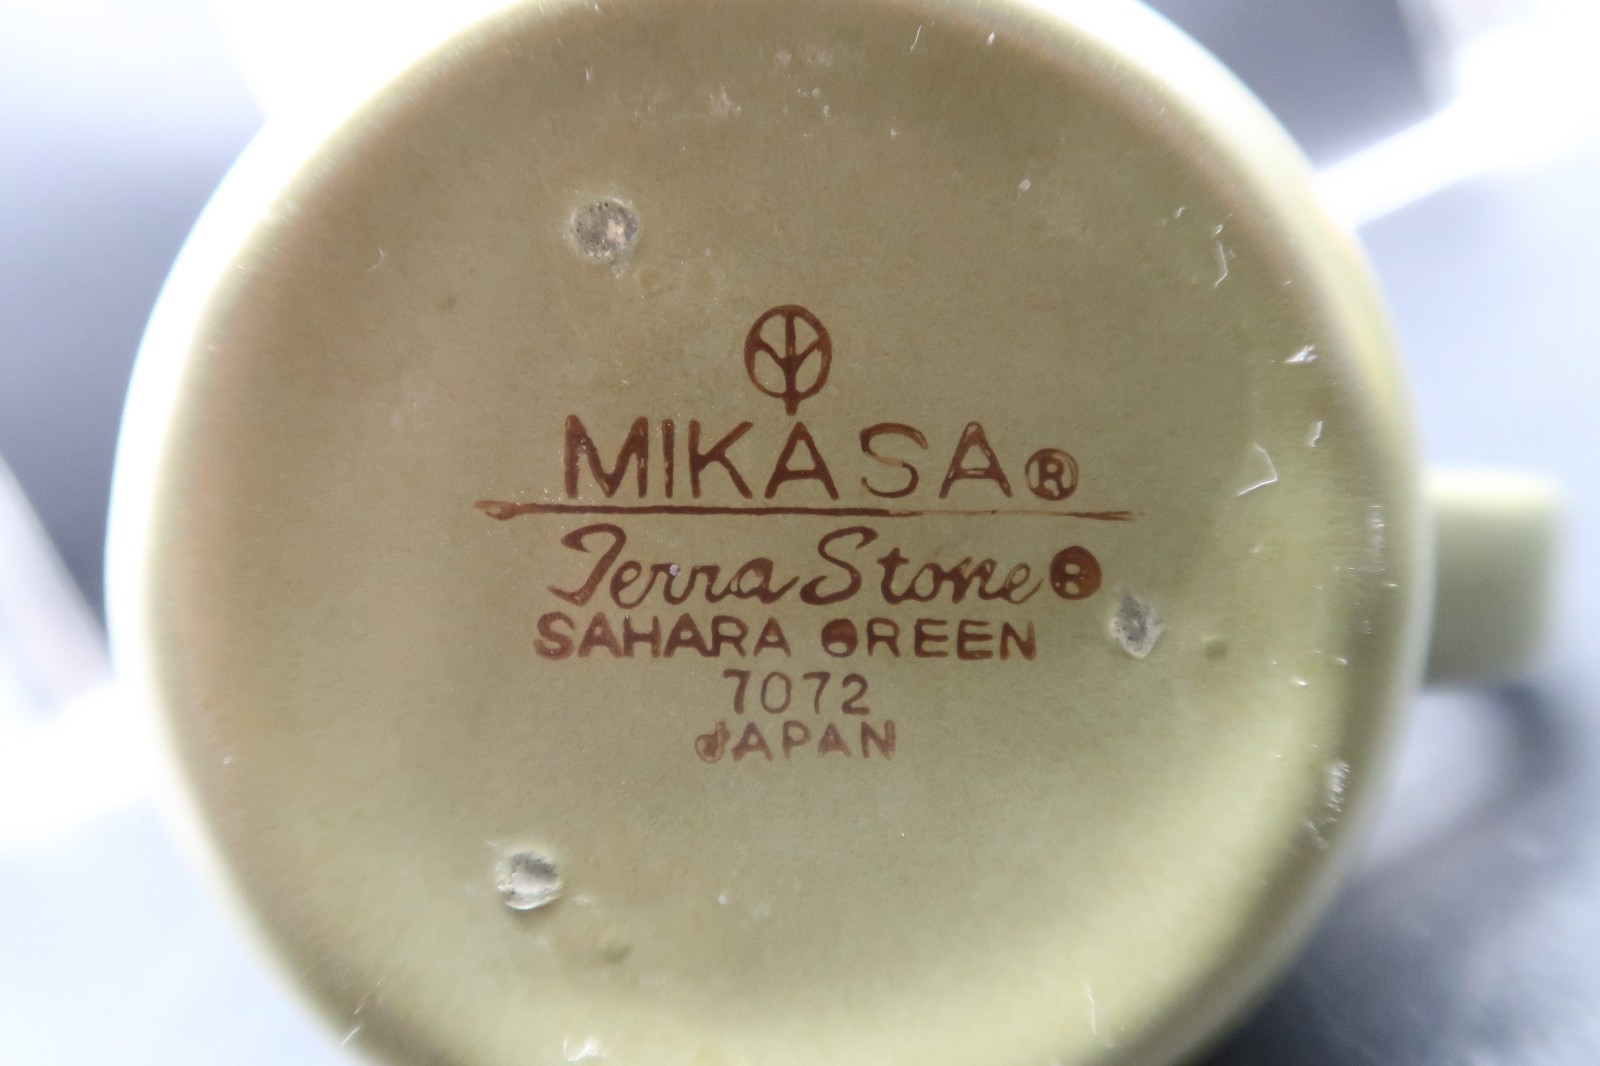 MIKASA®
Terra Stone®
SAHARA GREEN
7072
JAPAN